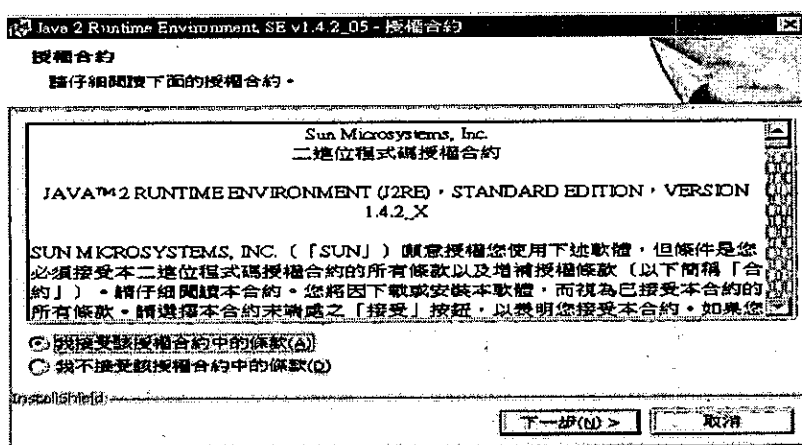 Java 2 Runtime Environment, SE v1.4.2_05 - 授權合約
授權合約
請仔細閱讀下面的授權合約。
Sun Microsystems, Inc.
二進位程式碼授權合約
JAVA™ 2 RUNTIME ENVIRONMENT (J2RE)，STANDARD EDITION，VERSION
1.4.2_X
SUN MICROSYSTEMS, INC.（「SUN」）願意授權您使用下述軟體，但條件是您
必須接受本二進位程式碼授權合約的所有條款以及增補授權條款（以下簡稱「合
約」）。請仔細閱讀本合約。您將因下載或安裝本軟體，而視為已接受本合約的
所有條款。請選擇本合約末端處之「接受」按鈕，以表明您接受本合約。如果您
我接受該授權合約中的條款(A)
我不接受該授權合約中的條款(D)
InstallShield
下一步(N) >
取消